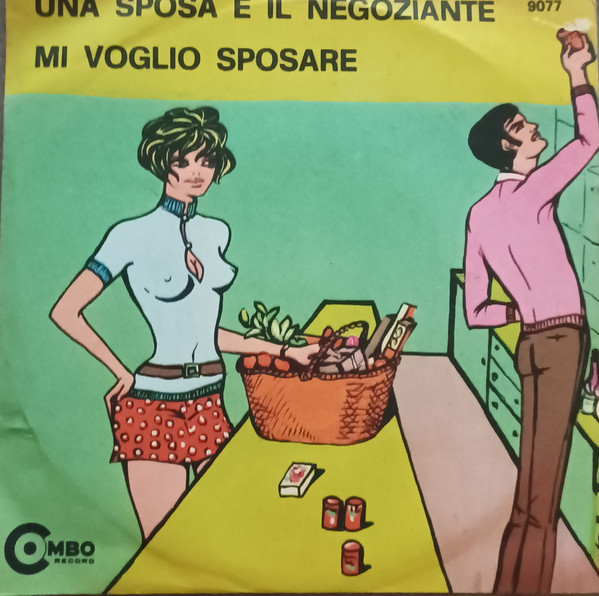 UNA SPOSA E IL NEGOZIANTE
9077
MI VOGLIO SPOSARE
COMBO
RECORD